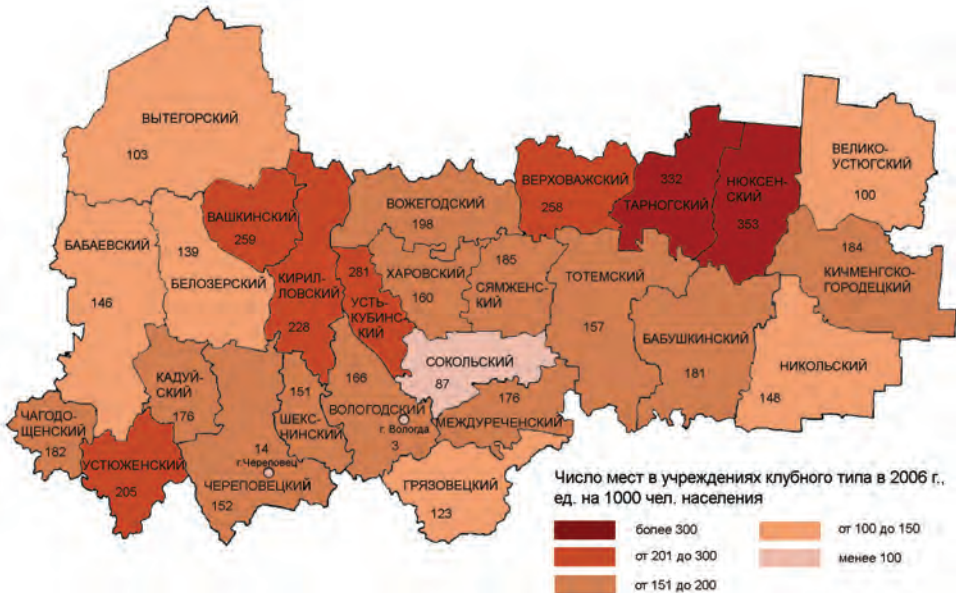 ВЫТЕГОРСКИЙ
103
ВЕЛИКО-
УСТЮГСКИЙ
100
ВЕРХОВАЖСКИЙ
258
332
ТАРНОГСКИЙ
НЮКСЕН-
СКИЙ
353
ВАШКИНСКИЙ
259
ВОЖЕГОДСКИЙ
198
БАБАЕВСКИЙ
146
139
БЕЛОЗЕРСКИЙ
КИРИЛ-
ЛОВСКИЙ
228
281
УСТЬ-
КУБИН-
СКИЙ
ХАРОВСКИЙ
160
185
СЯМЖЕН-
СКИЙ
ТОТЕМСКИЙ
157
184
КИЧМЕНГСКО-
ГОРОДЕЦКИЙ
БАБУШКИНСКИЙ
181
НИКОЛЬСКИЙ
148
СОКОЛЬСКИЙ
87
КАДУЙ-
СКИЙ
176
151
ШЕКС-
НИНСКИЙ
166
ВОЛОГОДСКИЙ
г. Вологда
3
176
МЕЖДУРЕЧЕНСКИЙ
ЧАГОДО-
ЩЕНСКИЙ
182
УСТЮЖЕНСКИЙ
205
14
г.Череповец
ЧЕРЕПОВЕЦКИЙ
152
ГРЯЗОВЕЦКИЙ
123
Число мест в учреждениях клубного типа в 2006 г.,
ед. на 1000 чел. населения
более 300
от 201 до 300
от 151 до 200
от 100 до 150
менее 100